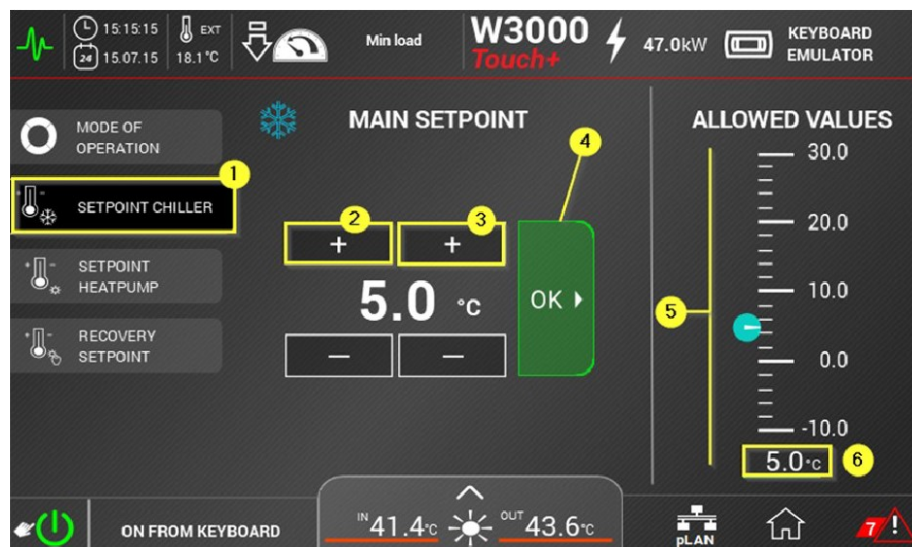 15:15:15
24
15.07.15
EXT
18.1°C
Min load
W3000
Touch+
47.0kW
KEYBOARD
EMULATOR
MODE OF
OPERATION
1
SETPOINT CHILLER
SETPOINT
HEATPUMP
RECOVERY
SETPOINT
MAIN SETPOINT
4
2
3
+ +
5.0 °C
OK
— —
ALLOWED VALUES
30.0
20.0
10.0
5
0.0
-10.0
5.0°C
6
ON FROM KEYBOARD
IN 41.4°C
OUT 43.6°C
pLAN
7
!